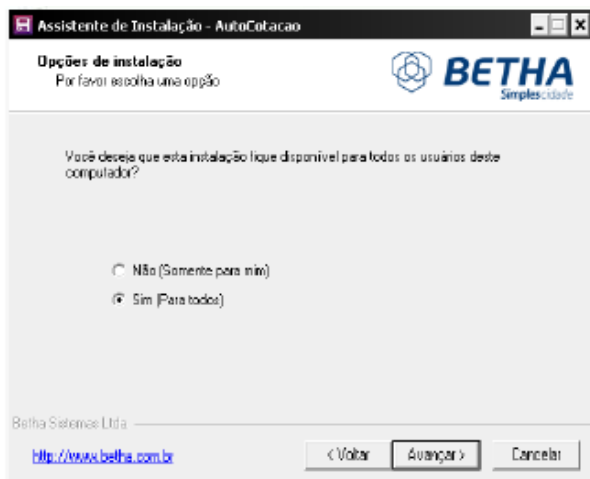 Assistente de Instalação - AutoCotacao
Opções de instalação
Por favor escolha uma opção
BETHA
Simplescidade
Você deseja que esta instalação fique disponível para todos os usuários deste
computador?
Não (Somente para mim)
Sim (Para todos)
Betha Sistemas Ltda
http://www.betha.com.br
< Voltar
Avançar >
Cancelar